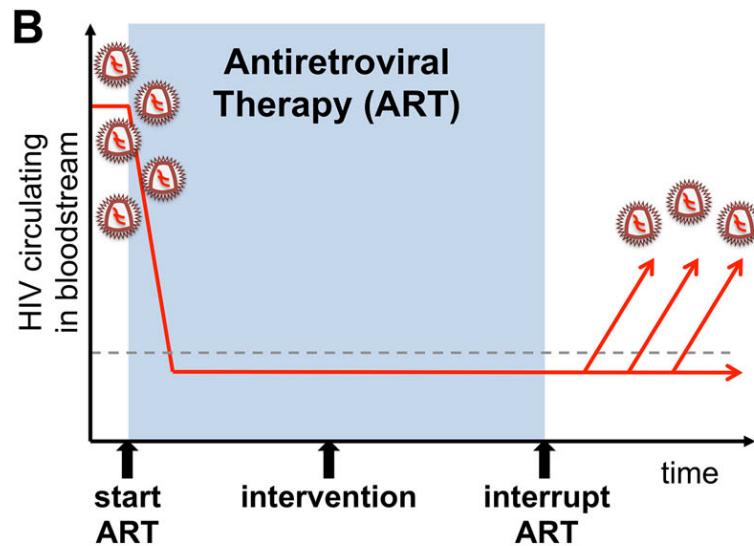 B
Antiretroviral
Therapy (ART)
HIV circulating
in bloodstream
time
start
ART
intervention
interrupt
ART